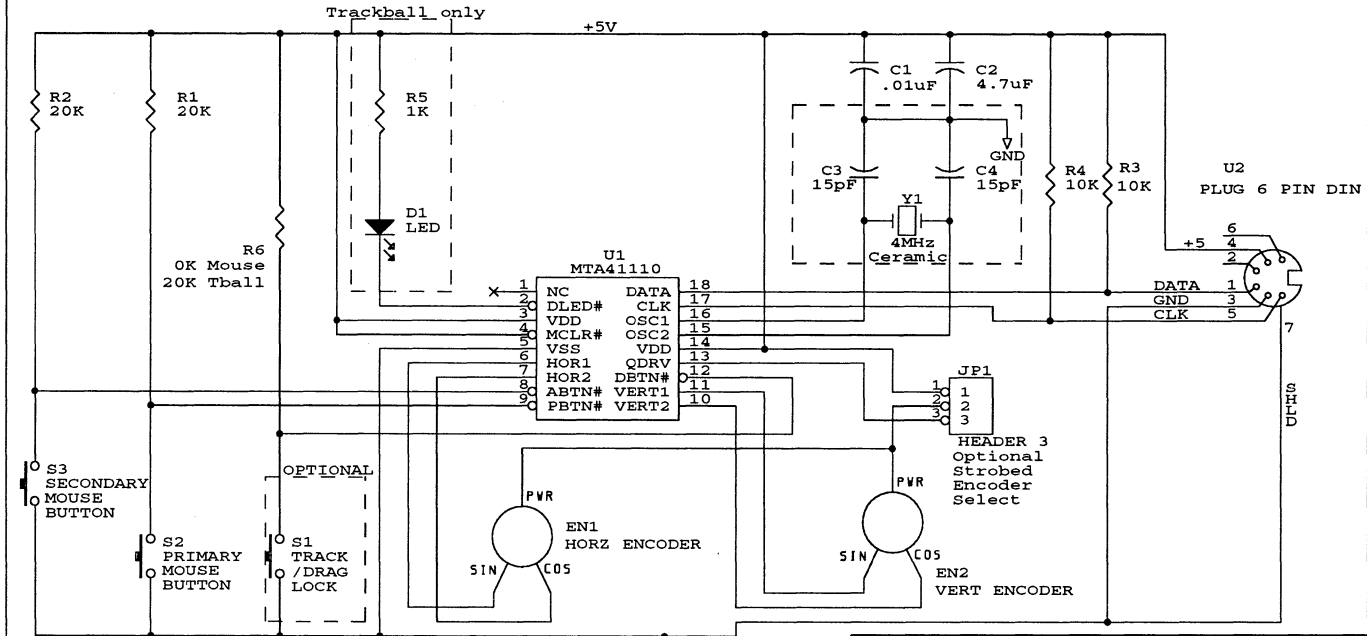 Trackball only
+5V
R2
20K
R1
20K
R5
1K
C1
.01uF
C2
4.7uF
GND
C3
15pF
C4
15pF
Y1
4MHz
Ceramic
R4
10K
R3
10K
U2
PLUG 6 PIN DIN
D1
LED
R6
0K Mouse
20K Tball
U1
MTA41110
1 NC DATA 18
2 DLED# CLK 17
3 VDD OSC1 16
4 MCLR# OSC2 15
5 VSS VDD 14
6 HOR1 QDRV 13
7 HOR2 DBTN# 12
8 ABTN# VERT1 11
9 PBTN# VERT2 10
6
+5 4
2
DATA 1
GND 3
CLK 5
7
SHLD
JP1
1 1
2 2
3 3
HEADER 3
Optional
Strobed
Encoder
Select
S3
SECONDARY
MOUSE
BUTTON
S2
PRIMARY
MOUSE
BUTTON
OPTIONAL
S1
TRACK
/DRAG
LOCK
PWR
EN1
HORZ ENCODER
SIN
COS
PWR
SIN
COS
EN2
VERT ENCODER